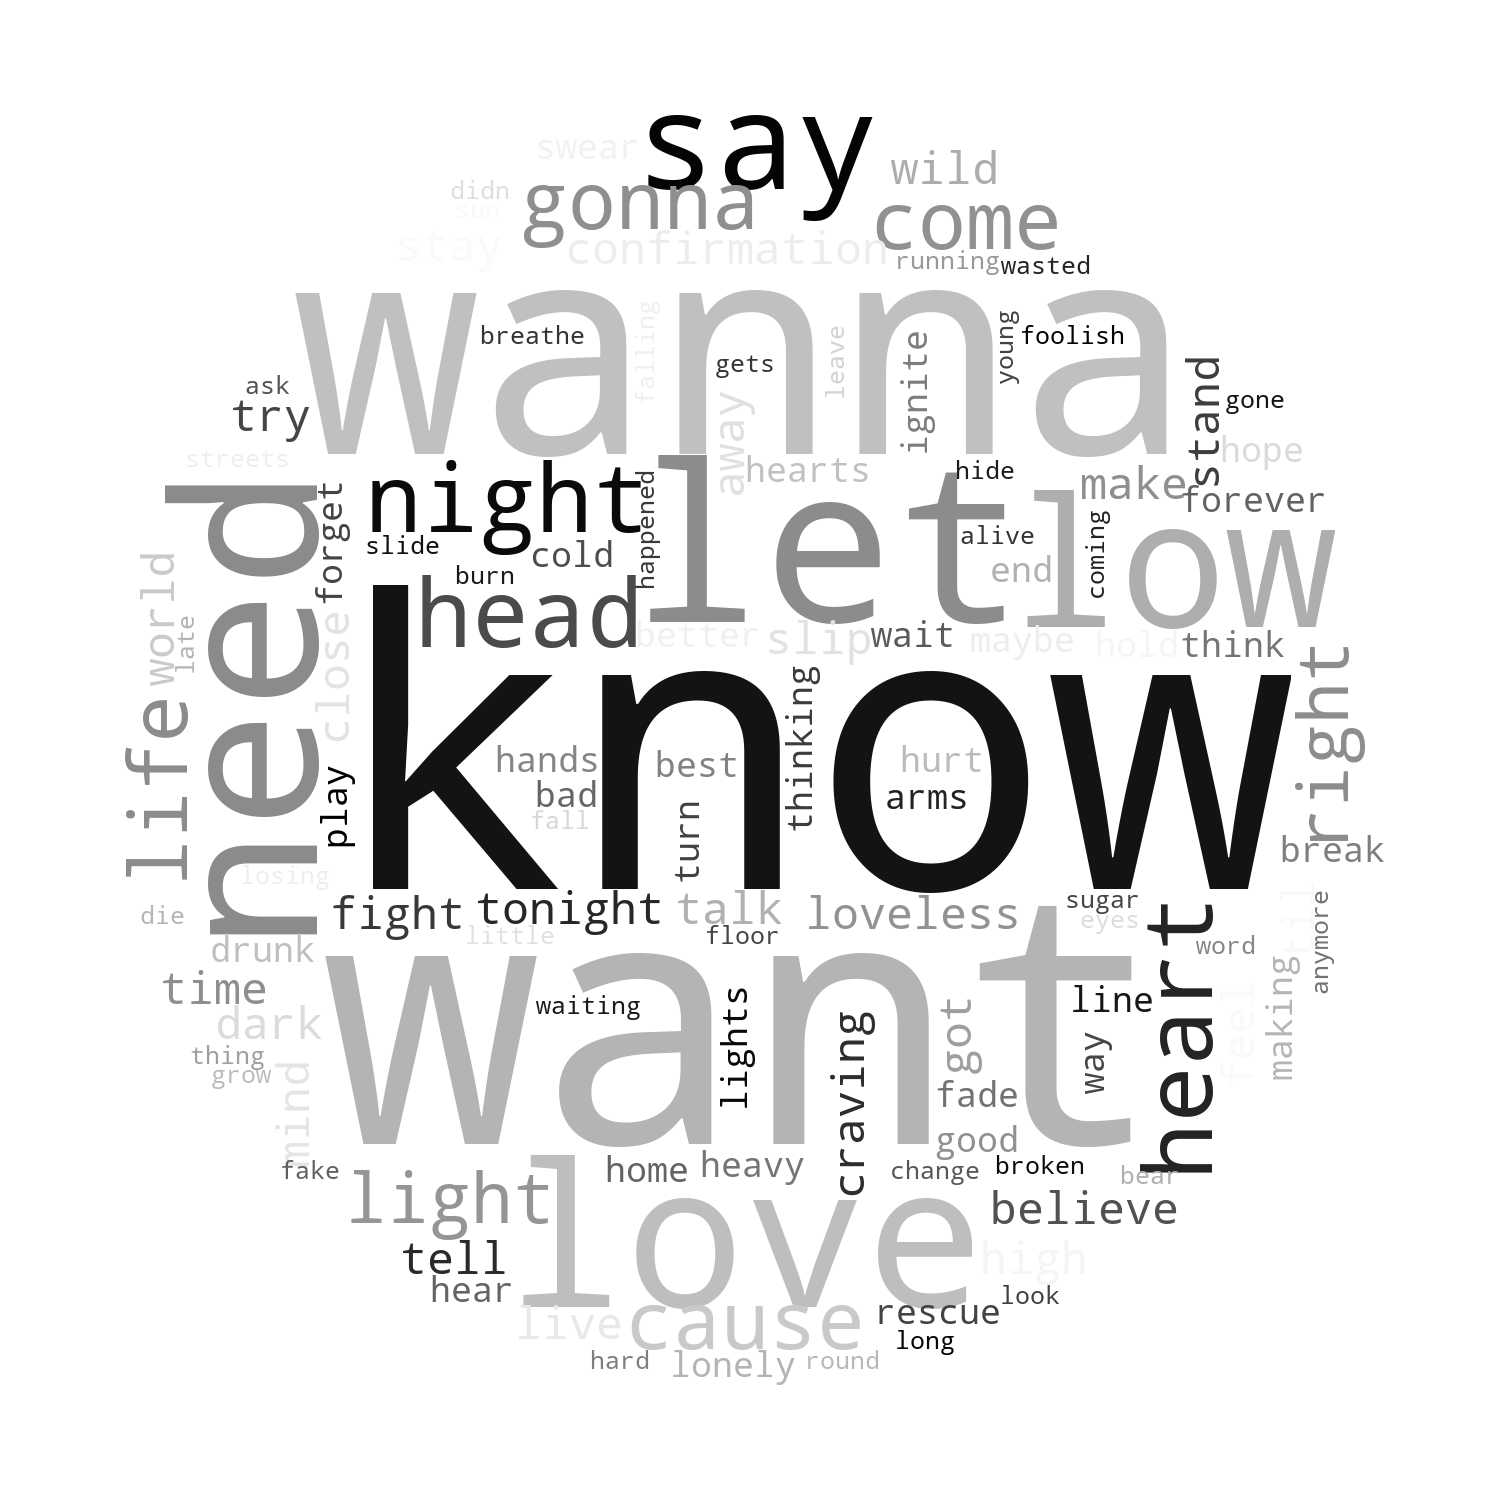 say
swear
wild
didn
gonna
come
sun
stay
confirmation
running
wasted
wanna
breathe
falling
gets
leave
ignite
young
foolish
ask
try
away
stand
gone
streets
need
night
let
hearts
hide
low
make
hope
forever
forget
slide
cold
happened
alive
end
coming
burn
world
late
close
head
better
slip
wait
maybe
hold
think
life
know
right
hands
best
thinking
hurt
bad
arms
fall
play
turn
break
losing
die
fight
tonight
talk
loveless
sugar
eyes
little
floor
heart
word
til
anymore
drunk
time
dark
want
waiting
lights
craving
got
line
way
feel
making
thing
grow
mind
fade
good
fake
home
heavy
change
broken
bear
light
love
believe
tell
high
hear
live
cause
rescue
look
long
hard
lonely
round